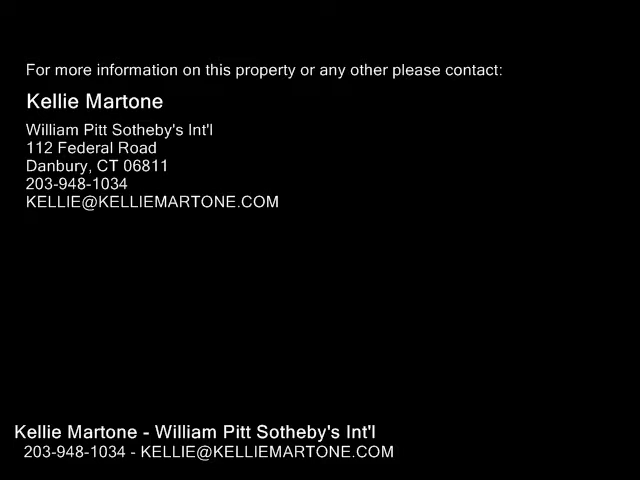 For more information on this property or any other please contact:
Kellie Martone
William Pitt Sotheby's Int'l
112 Federal Road
Danbury, CT 06811
203-948-1034
KELLIE@KELLIEMARTONE.COM
Kellie Martone - William Pitt Sotheby's Int'l
203-948-1034 - KELLIE@KELLIEMARTONE.COM